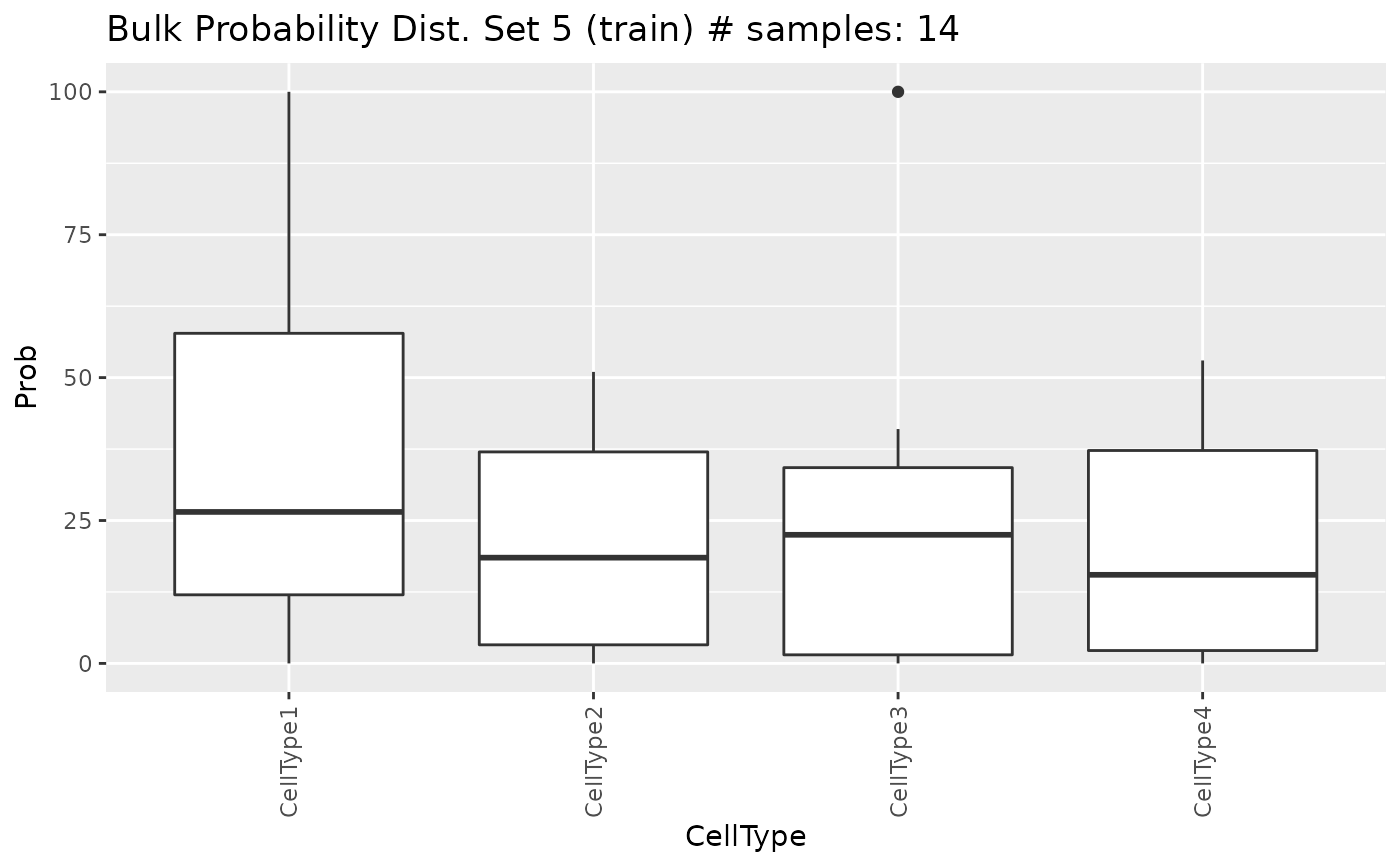 Bulk Probability Dist. Set 5 (train) # samples: 14
100
75
50
25
0
Prob
CellType1
CellType2
CellType3
CellType4
CellType